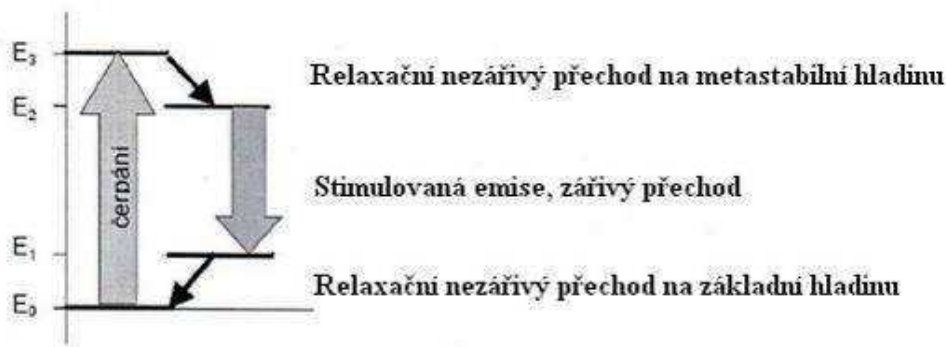 E3
Relaxační nezářivý přechod na metastabilní hladinu
E2
čerpání
Stimulovaná emise, zářivý přechod
E1
Relaxační nezářivý přechod na základní hladinu
E0